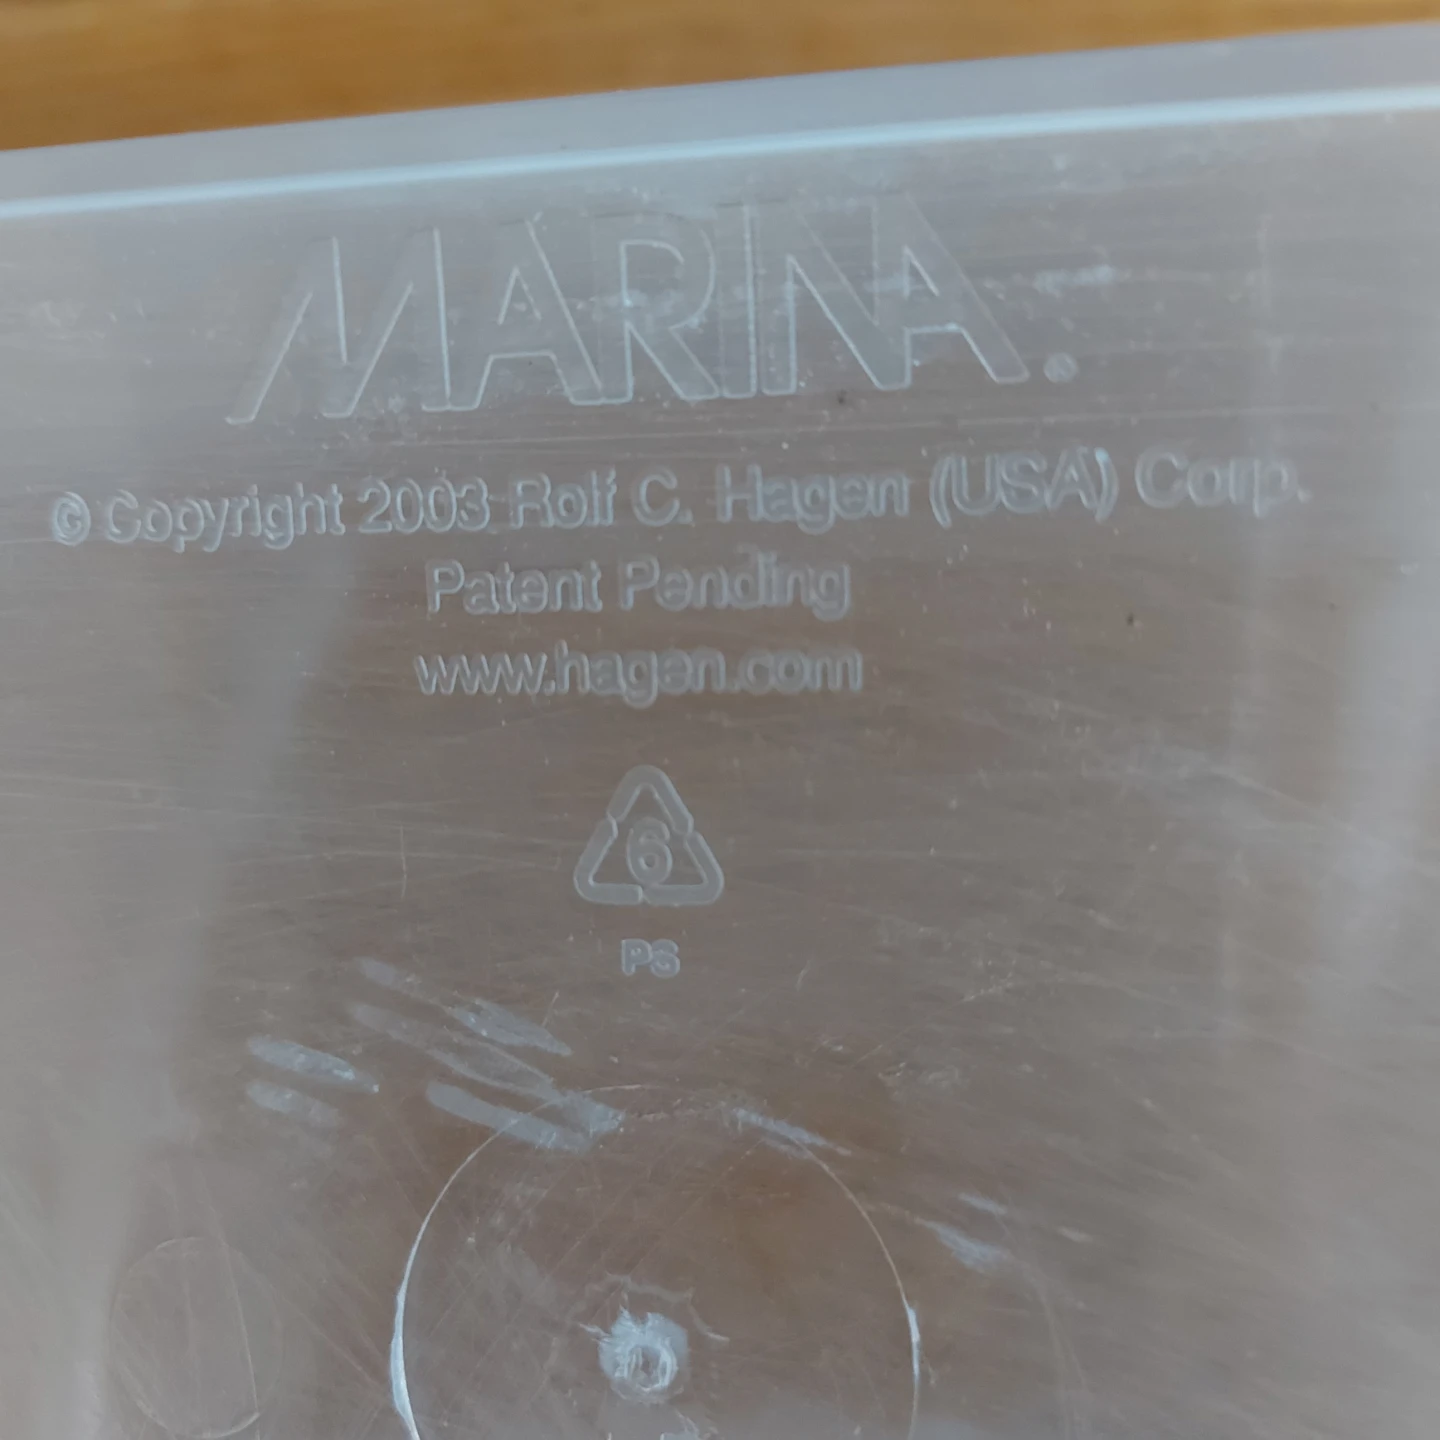 MARINA®
© Copyright 2003 Rolf C. Hagen (USA) Corp.
Patent Pending
www.hagen.com
6
PS